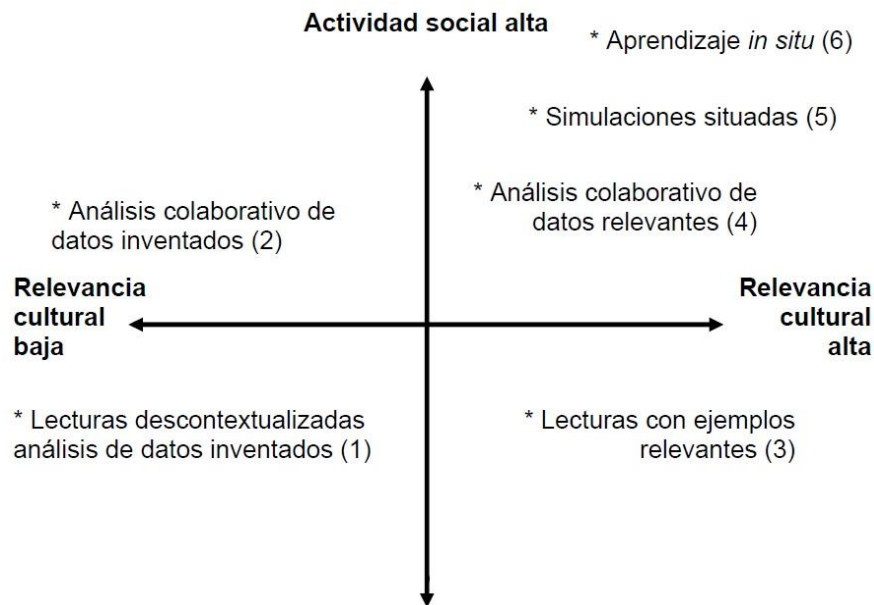 Actividad social alta
* Aprendizaje in situ (6)
* Simulaciones situadas (5)
* Análisis colaborativo de
datos inventados (2)
* Análisis colaborativo de
datos relevantes (4)
Relevancia
cultural
baja
Relevancia
cultural
alta
* Lecturas descontextualizadas
análisis de datos inventados (1)
* Lecturas con ejemplos
relevantes (3)